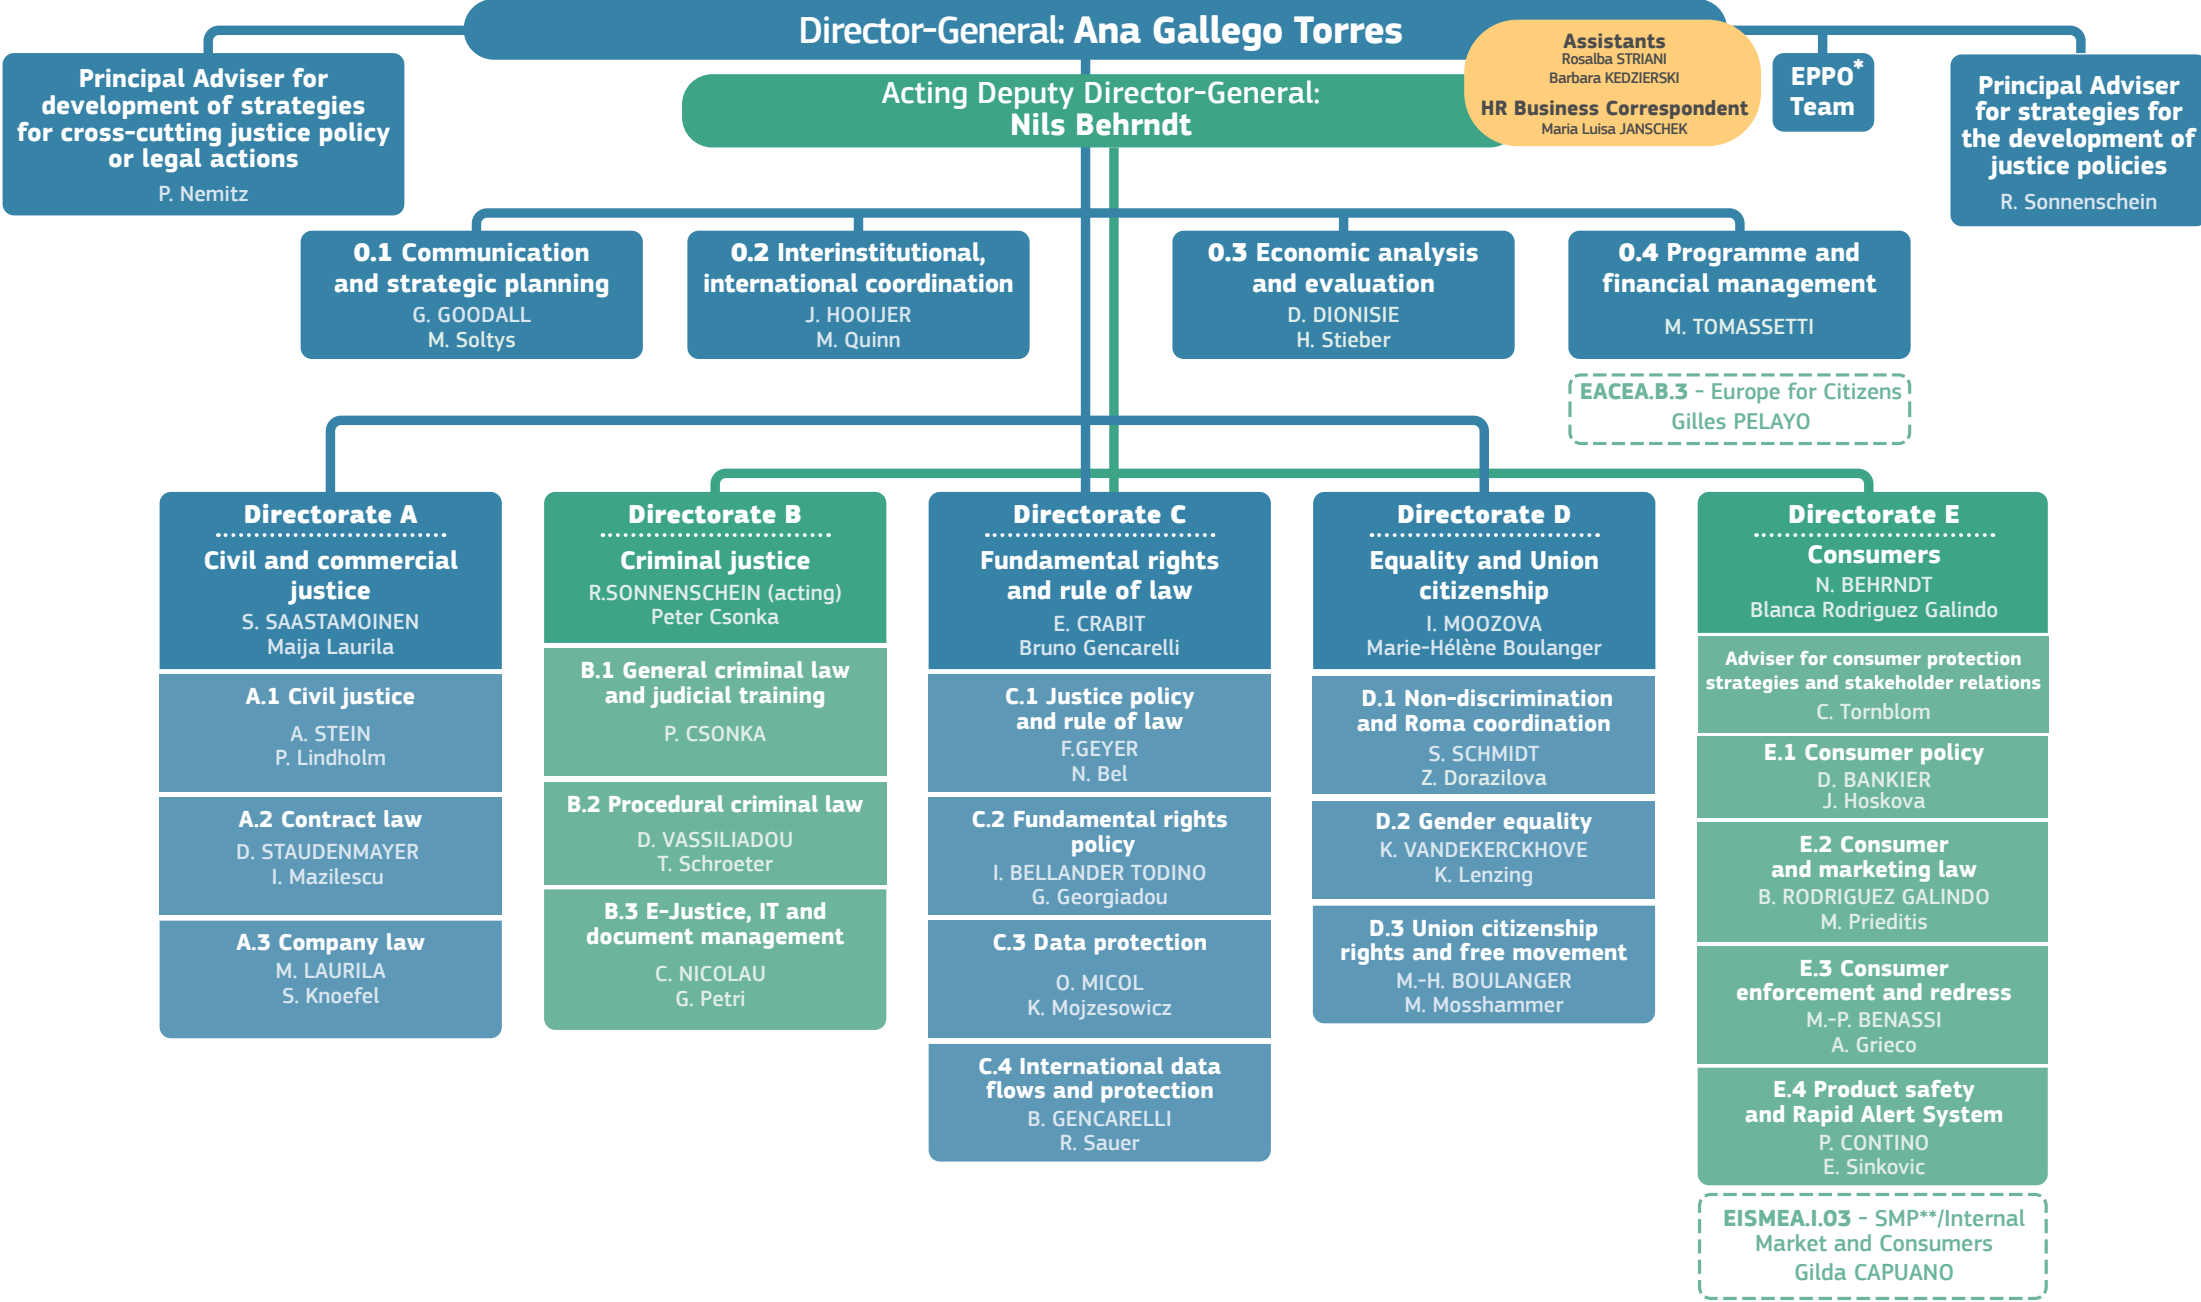 Director-General: Ana Gallego Torres
Assistants
Rosalba STRIANI
Barbara KEDZIERSKI
HR Business Correspondent
Maria Luisa JANSCHEK
Acting Deputy Director-General:
Nils Behrndt
Principal Adviser for
development of strategies
for cross-cutting justice policy
or legal actions
P. Nemitz
EPPO*
Team
Principal Adviser
for strategies for
the development of
justice policies
R. Sonnenschein
0.1 Communication
and strategic planning
G. GOODALL
M. Soltys
0.2 Interinstitutional,
international coordination
J. HOOIJER
M. Quinn
0.3 Economic analysis
and evaluation
D. DIONISIE
H. Stieber
0.4 Programme and
financial management
M. TOMASSETTI
EACEA.B.3 - Europe for Citizens
Gilles PELAYO
Directorate A
Civil and commercial
justice
S. SAASTAMOINEN
Maija Laurila
A.1 Civil justice
A. STEIN
P. Lindholm
A.2 Contract law
D. STAUDENMAYER
I. Mazilescu
A.3 Company law
M. LAURILA
S. Knoefel
Directorate B
Criminal justice
R.SONNENSCHEIN (acting)
Peter Csonka
B.1 General criminal law
and judicial training
P. CSONKA
B.2 Procedural criminal law
D. VASSILIADOU
T. Schroeter
B.3 E-Justice, IT and
document management
C. NICOLAU
G. Petri
Directorate C
Fundamental rights
and rule of law
E. CRABIT
Bruno Gencarelli
C.1 Justice policy
and rule of law
F.GEYER
N. Bel
C.2 Fundamental rights
policy
I. BELLANDER TODINO
G. Georgiadou
C.3 Data protection
O. MICOL
K. Mojzesowicz
C.4 International data
flows and protection
B. GENCARELLI
R. Sauer
Directorate D
Equality and Union
citizenship
I. MOOZOVA
Marie-Hélène Boulanger
D.1 Non-discrimination
and Roma coordination
S. SCHMIDT
Z. Dorazilova
D.2 Gender equality
K. VANDEKERCKHOVE
K. Lenzing
D.3 Union citizenship
rights and free movement
M.-H. BOULANGER
M. Mosshammer
Directorate E
Consumers
N. BEHRNDT
Blanca Rodriguez Galindo
Adviser for consumer protection
strategies and stakeholder relations
C. Tornblom
E.1 Consumer policy
D. BANKIER
J. Hoskova
E.2 Consumer
and marketing law
B. RODRIGUEZ GALINDO
M. Prieditis
E.3 Consumer
enforcement and redress
M.-P. BENASSI
A. Grieco
E.4 Product safety
and Rapid Alert System
P. CONTINO
E. Sinkovic
EISMEA.I.03 - SMP**/Internal
Market and Consumers
Gilda CAPUANO